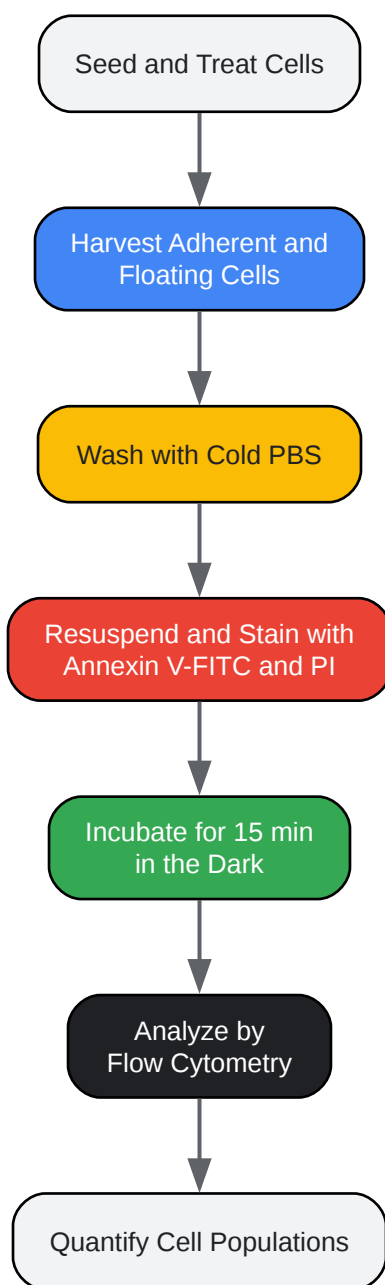 Seed and Treat Cells
Harvest Adherent and
Floating Cells
Wash with Cold PBS
Resuspend and Stain with
Annexin V-FITC and PI
Incubate for 15 min
in the Dark
Analyze by
Flow Cytometry
Quantify Cell Populations